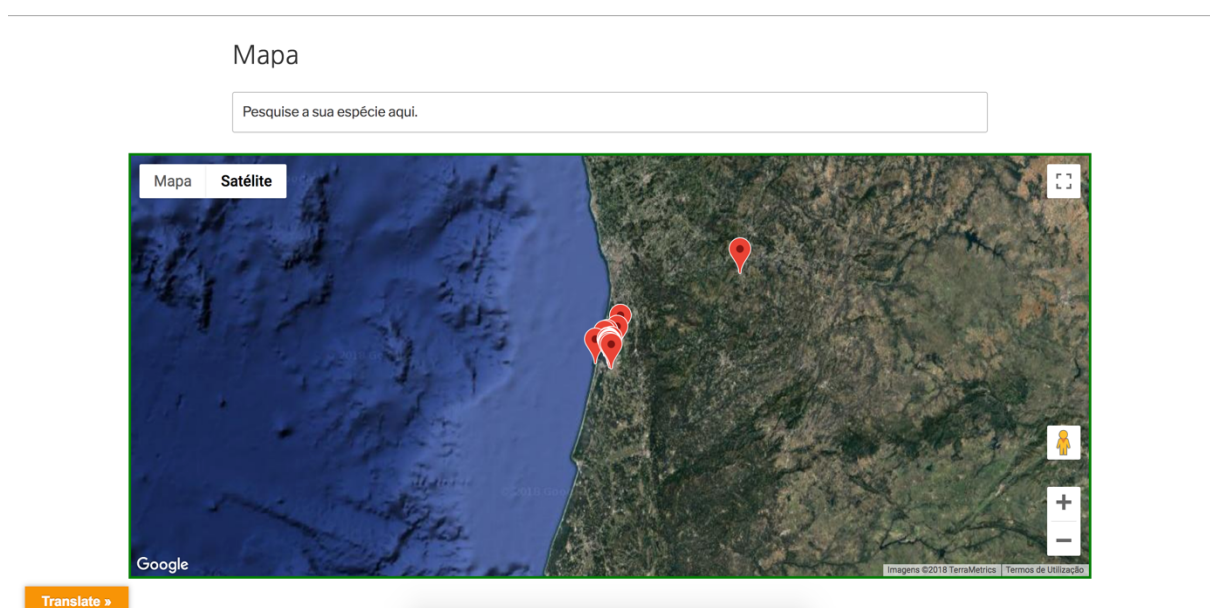 Mapa
Pesquise a sua espécie aqui.
Mapa Satélite
Google
Imagens ©2018 TerraMetrics Termos de Utilização
Translate »